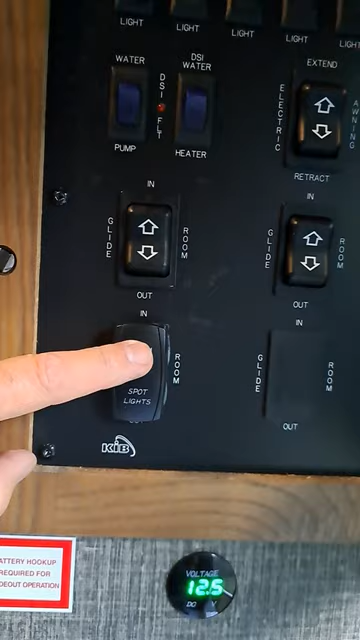 LIGHT
LIGHT
LIGHT
LIGHT
LIGHT
WATER
PUMP
DSI
FLT
DSI
WATER
HEATER
EXTEND
ELECTRIC
AWNING
RETRACT
IN
GLIDE
ROOM
OUT
IN
GLIDE
ROOM
OUT
IN
ROOM
SPOT
LIGHTS
IN
GLIDE
ROOM
OUT
KIB
ATTERY HOOKUP
REQUIRED FOR
DEOUT OPERATION
VOLTAGE
12.5
DC V